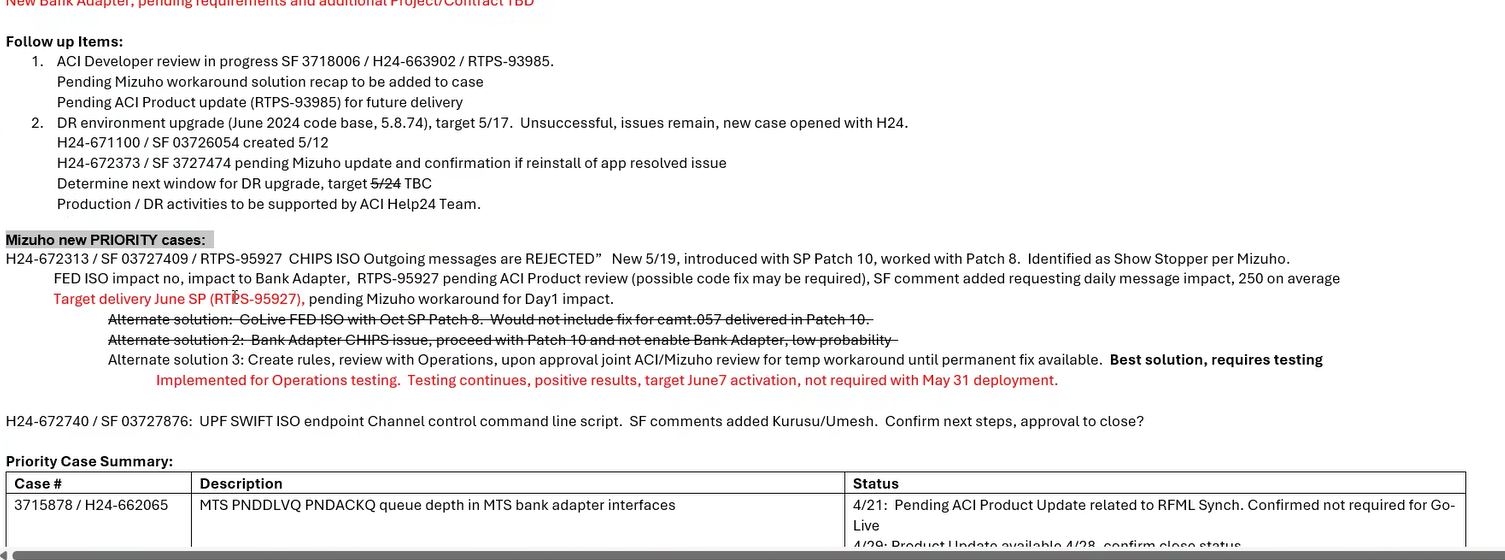 New Bank Adapter, pending requirements and additional Project/Contract TBD
Follow up Items:
1. ACI Developer review in progress SF 3718006 / H24-663902 / RTPS-93985.
Pending Mizuho workaround solution recap to be added to case
Pending ACI Product update (RTPS-93985) for future delivery
2. DR environment upgrade (June 2024 code base, 5.8.74), target 5/17.  Unsuccessful, issues remain, new case opened with H24.
H24-671100 / SF 03726054 created 5/12
H24-672373 / SF 3727474 pending Mizuho update and confirmation if reinstall of app resolved issue
Determine next window for DR upgrade, target 5/24 TBC
Production / DR activities to be supported by ACI Help24 Team.
Mizuho new PRIORITY cases:
H24-672313 / SF 03727409 / RTPS-95927  CHIPS ISO Outgoing messages are REJECTED”  New 5/19, introduced with SP Patch 10, worked with Patch 8.  Identified as Show Stopper per Mizuho.
FED ISO impact no, impact to Bank Adapter,  RTPS-95927 pending ACI Product review (possible code fix may be required), SF comment added requesting daily message impact, 250 on average
Target delivery June SP (RTPS-95927), pending Mizuho workaround for Day1 impact.
Alternate solution:  GoLive FED ISO with Oct SP Patch 8.  Would not include fix for camt.057 delivered in Patch 10.
Alternate solution 2:  Bank Adapter CHIPS issue, proceed with Patch 10 and not enable Bank Adapter, low probability
Alternate solution 3: Create rules, review with Operations, upon approval joint ACI/Mizuho review for temp workaround until permanent fix available.  Best solution, requires testing
Implemented for Operations testing.  Testing continues, positive results, target June7 activation, not required with May 31 deployment.
H24-672740 / SF 03727876:  UPF SWIFT ISO endpoint Channel control command line script.  SF comments added Kurusu/Umesh.  Confirm next steps, approval to close?
Priority Case Summary:
Case # Description Status
3715878 / H24-662065 MTS PNDDLVQ PNDACKQ queue depth in MTS bank adapter interfaces 4/21:  Pending ACI Product Update related to RFML Synch. Confirmed not required for Go-
Live
4/29: Product Update available 4/28, confirm close status